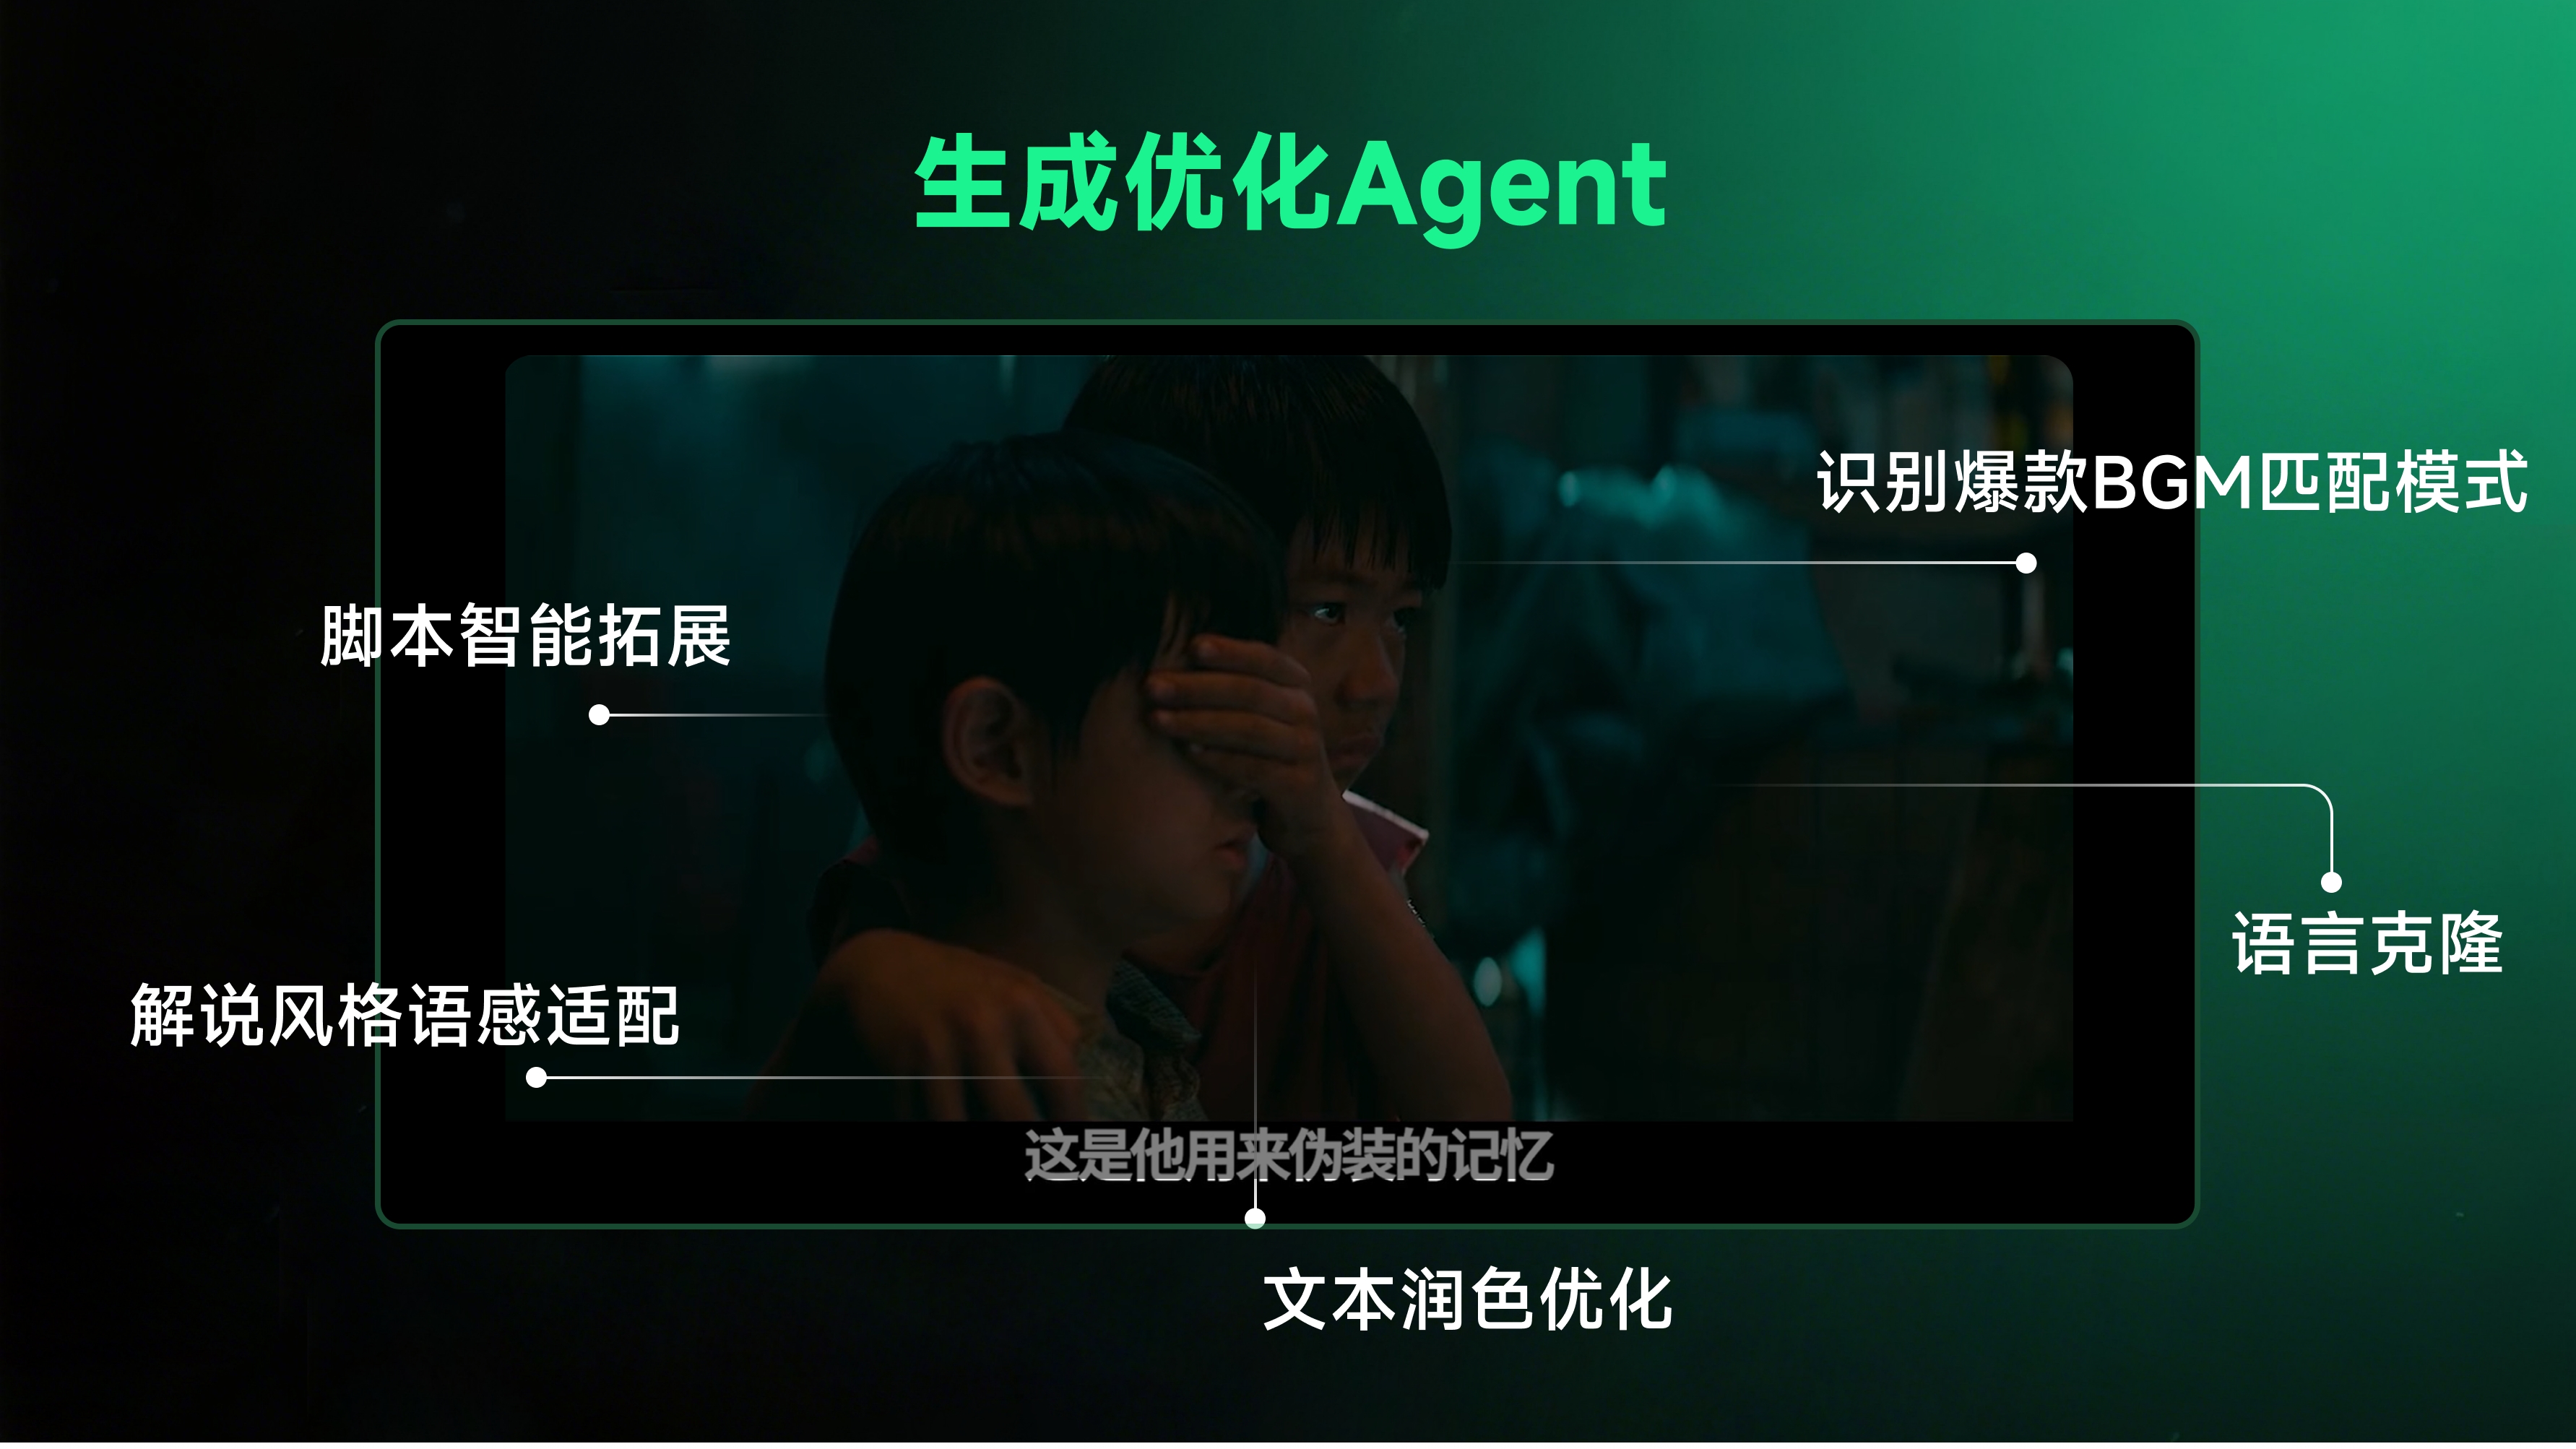 生成优化Agent
识别爆款BGM匹配模式
脚本智能拓展
语言克隆
解说风格语感适配
这是他用来伪装的记忆
文本润色优化